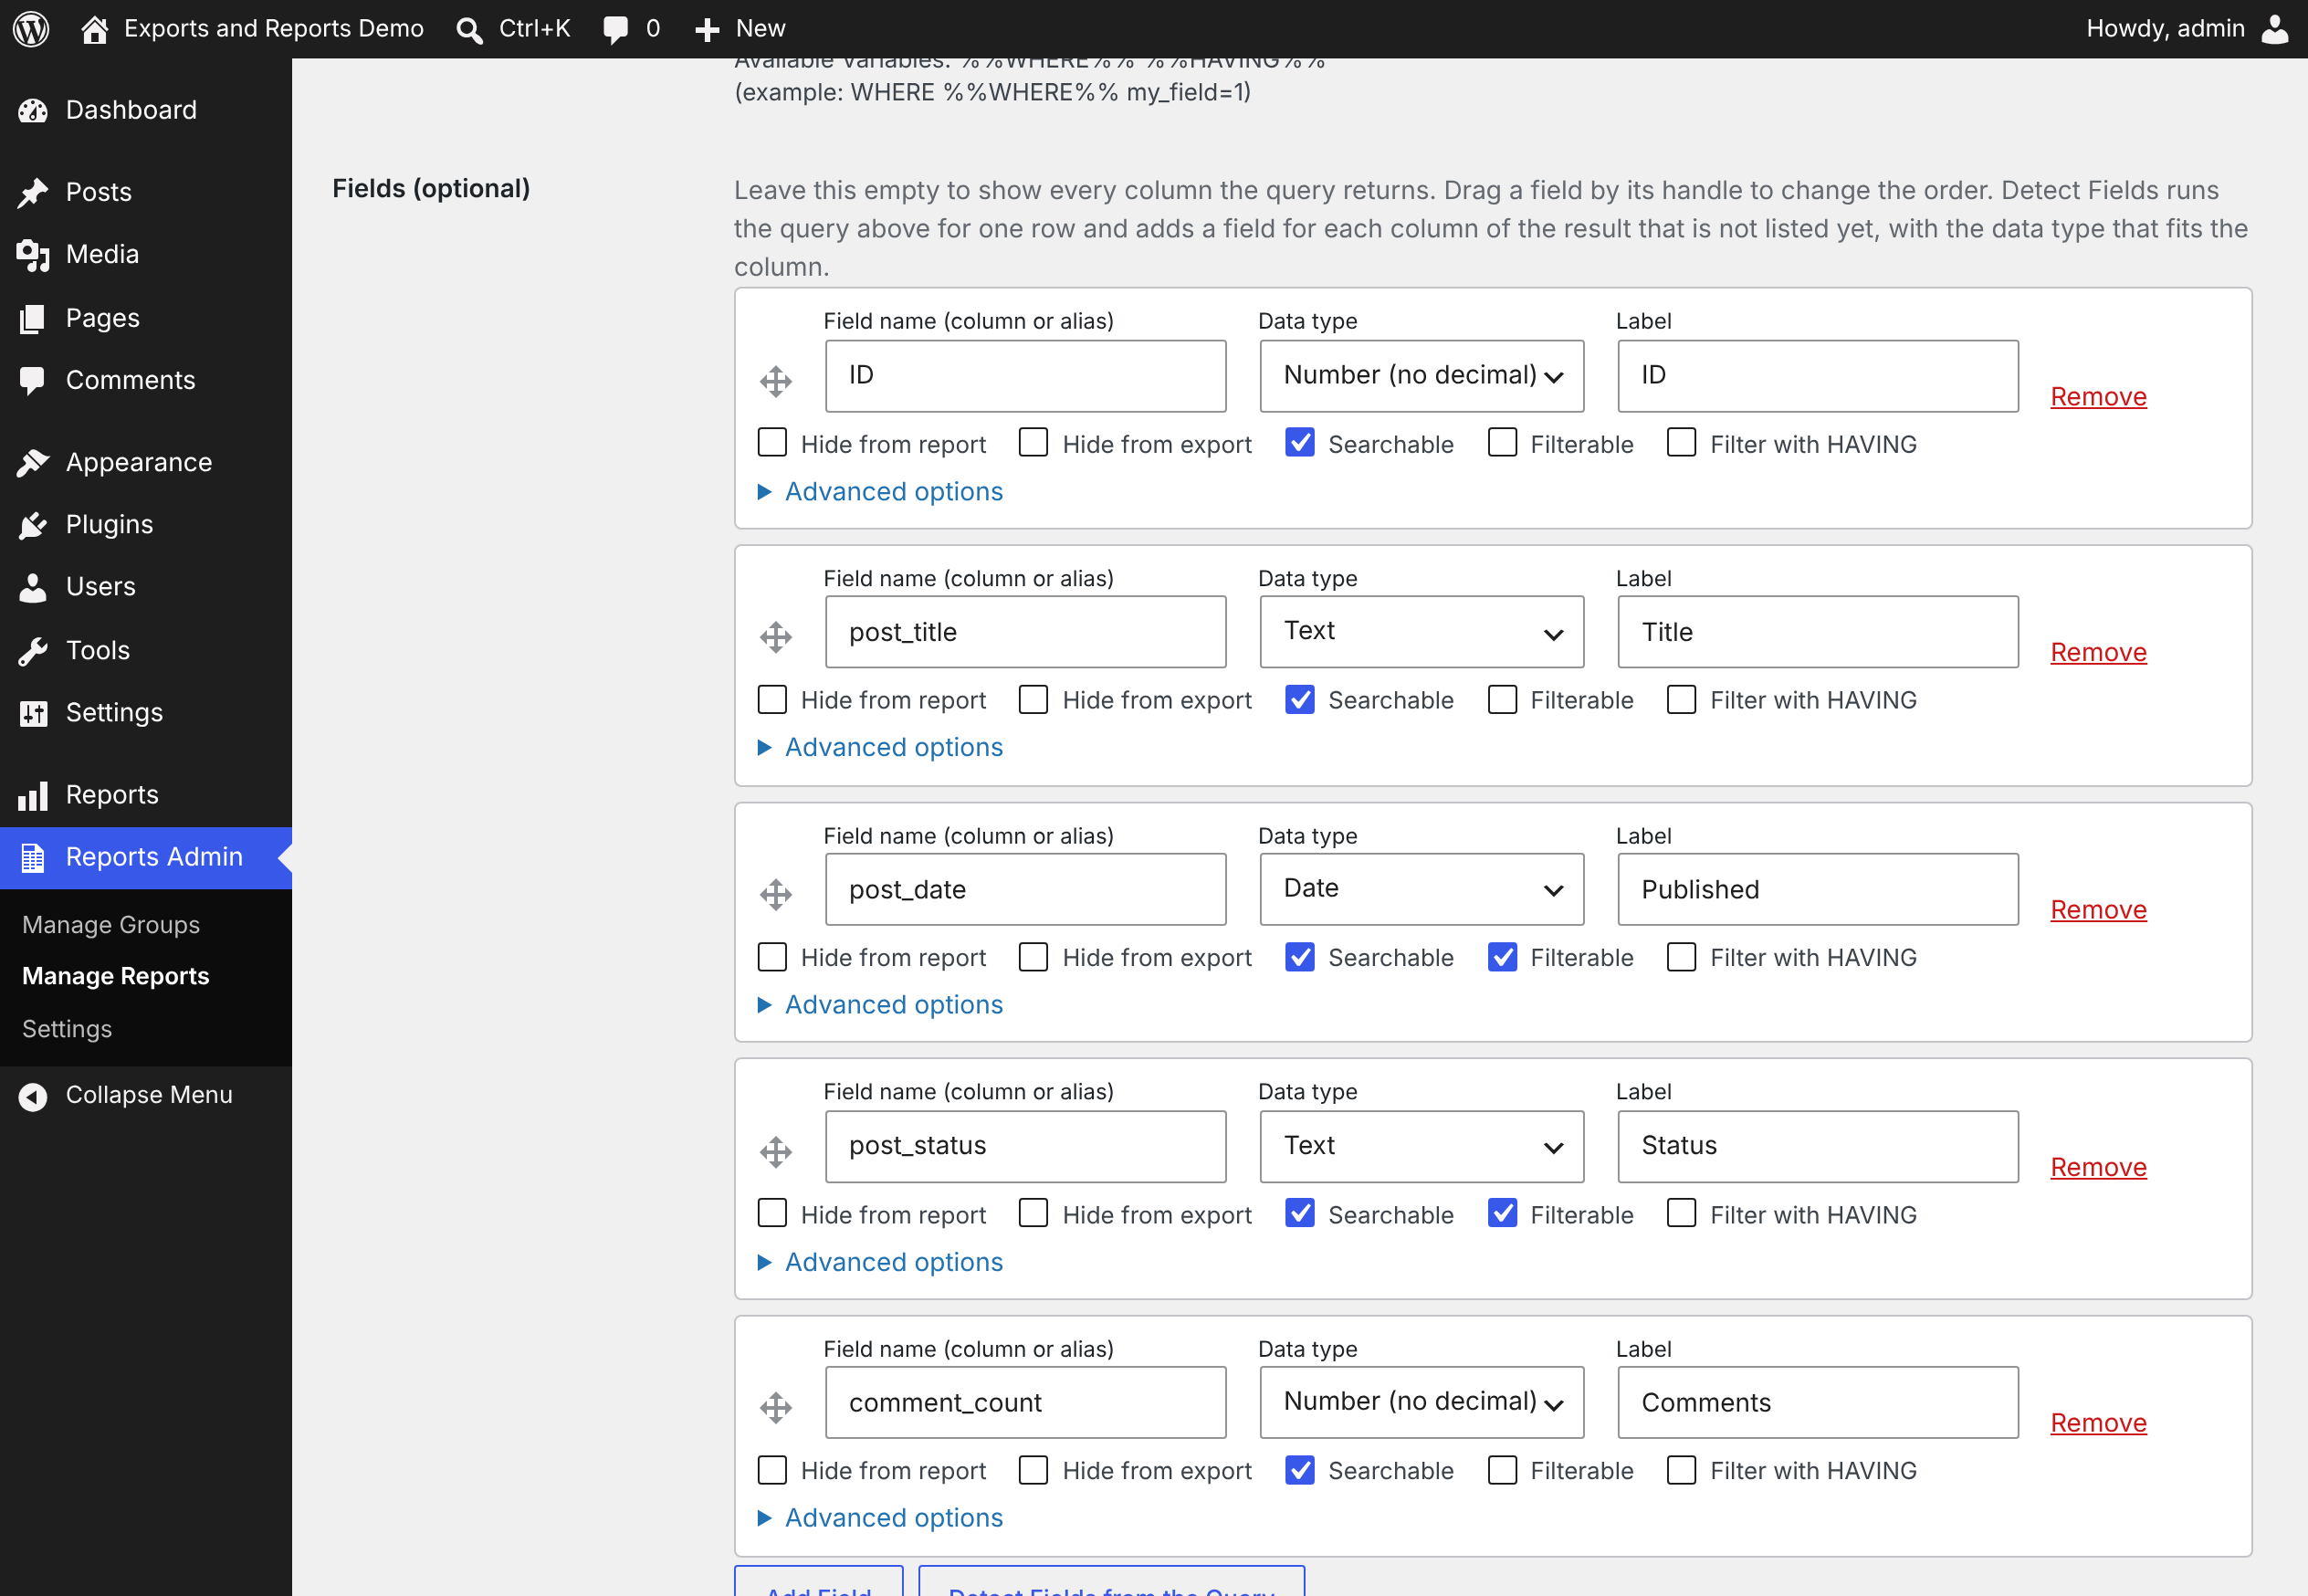 Exports and Reports Demo Ctrl+K 0 New Howdy, admin
Dashboard
Posts
Media
Pages
Comments
Appearance
Plugins
Users
Tools
Settings
Reports
Reports Admin
Manage Groups
Manage Reports
Settings
Collapse Menu
Available variables: %%WHERE%% %%HAVING%%
(example: WHERE %%WHERE%% my_field=1)
Fields (optional)
Leave this empty to show every column the query returns. Drag a field by its handle to change the order. Detect Fields runs
the query above for one row and adds a field for each column of the result that is not listed yet, with the data type that fits the
column.
Field name (column or alias) Data type Label
ID Number (no decimal) ID Remove
Hide from report Hide from export Searchable Filterable Filter with HAVING
Advanced options
Field name (column or alias) Data type Label
post_title Text Title Remove
Hide from report Hide from export Searchable Filterable Filter with HAVING
Advanced options
Field name (column or alias) Data type Label
post_date Date Published Remove
Hide from report Hide from export Searchable Filterable Filter with HAVING
Advanced options
Field name (column or alias) Data type Label
post_status Text Status Remove
Hide from report Hide from export Searchable Filterable Filter with HAVING
Advanced options
Field name (column or alias) Data type Label
comment_count Number (no decimal) Comments Remove
Hide from report Hide from export Searchable Filterable Filter with HAVING
Advanced options
Add Field Detect Fields from the Query